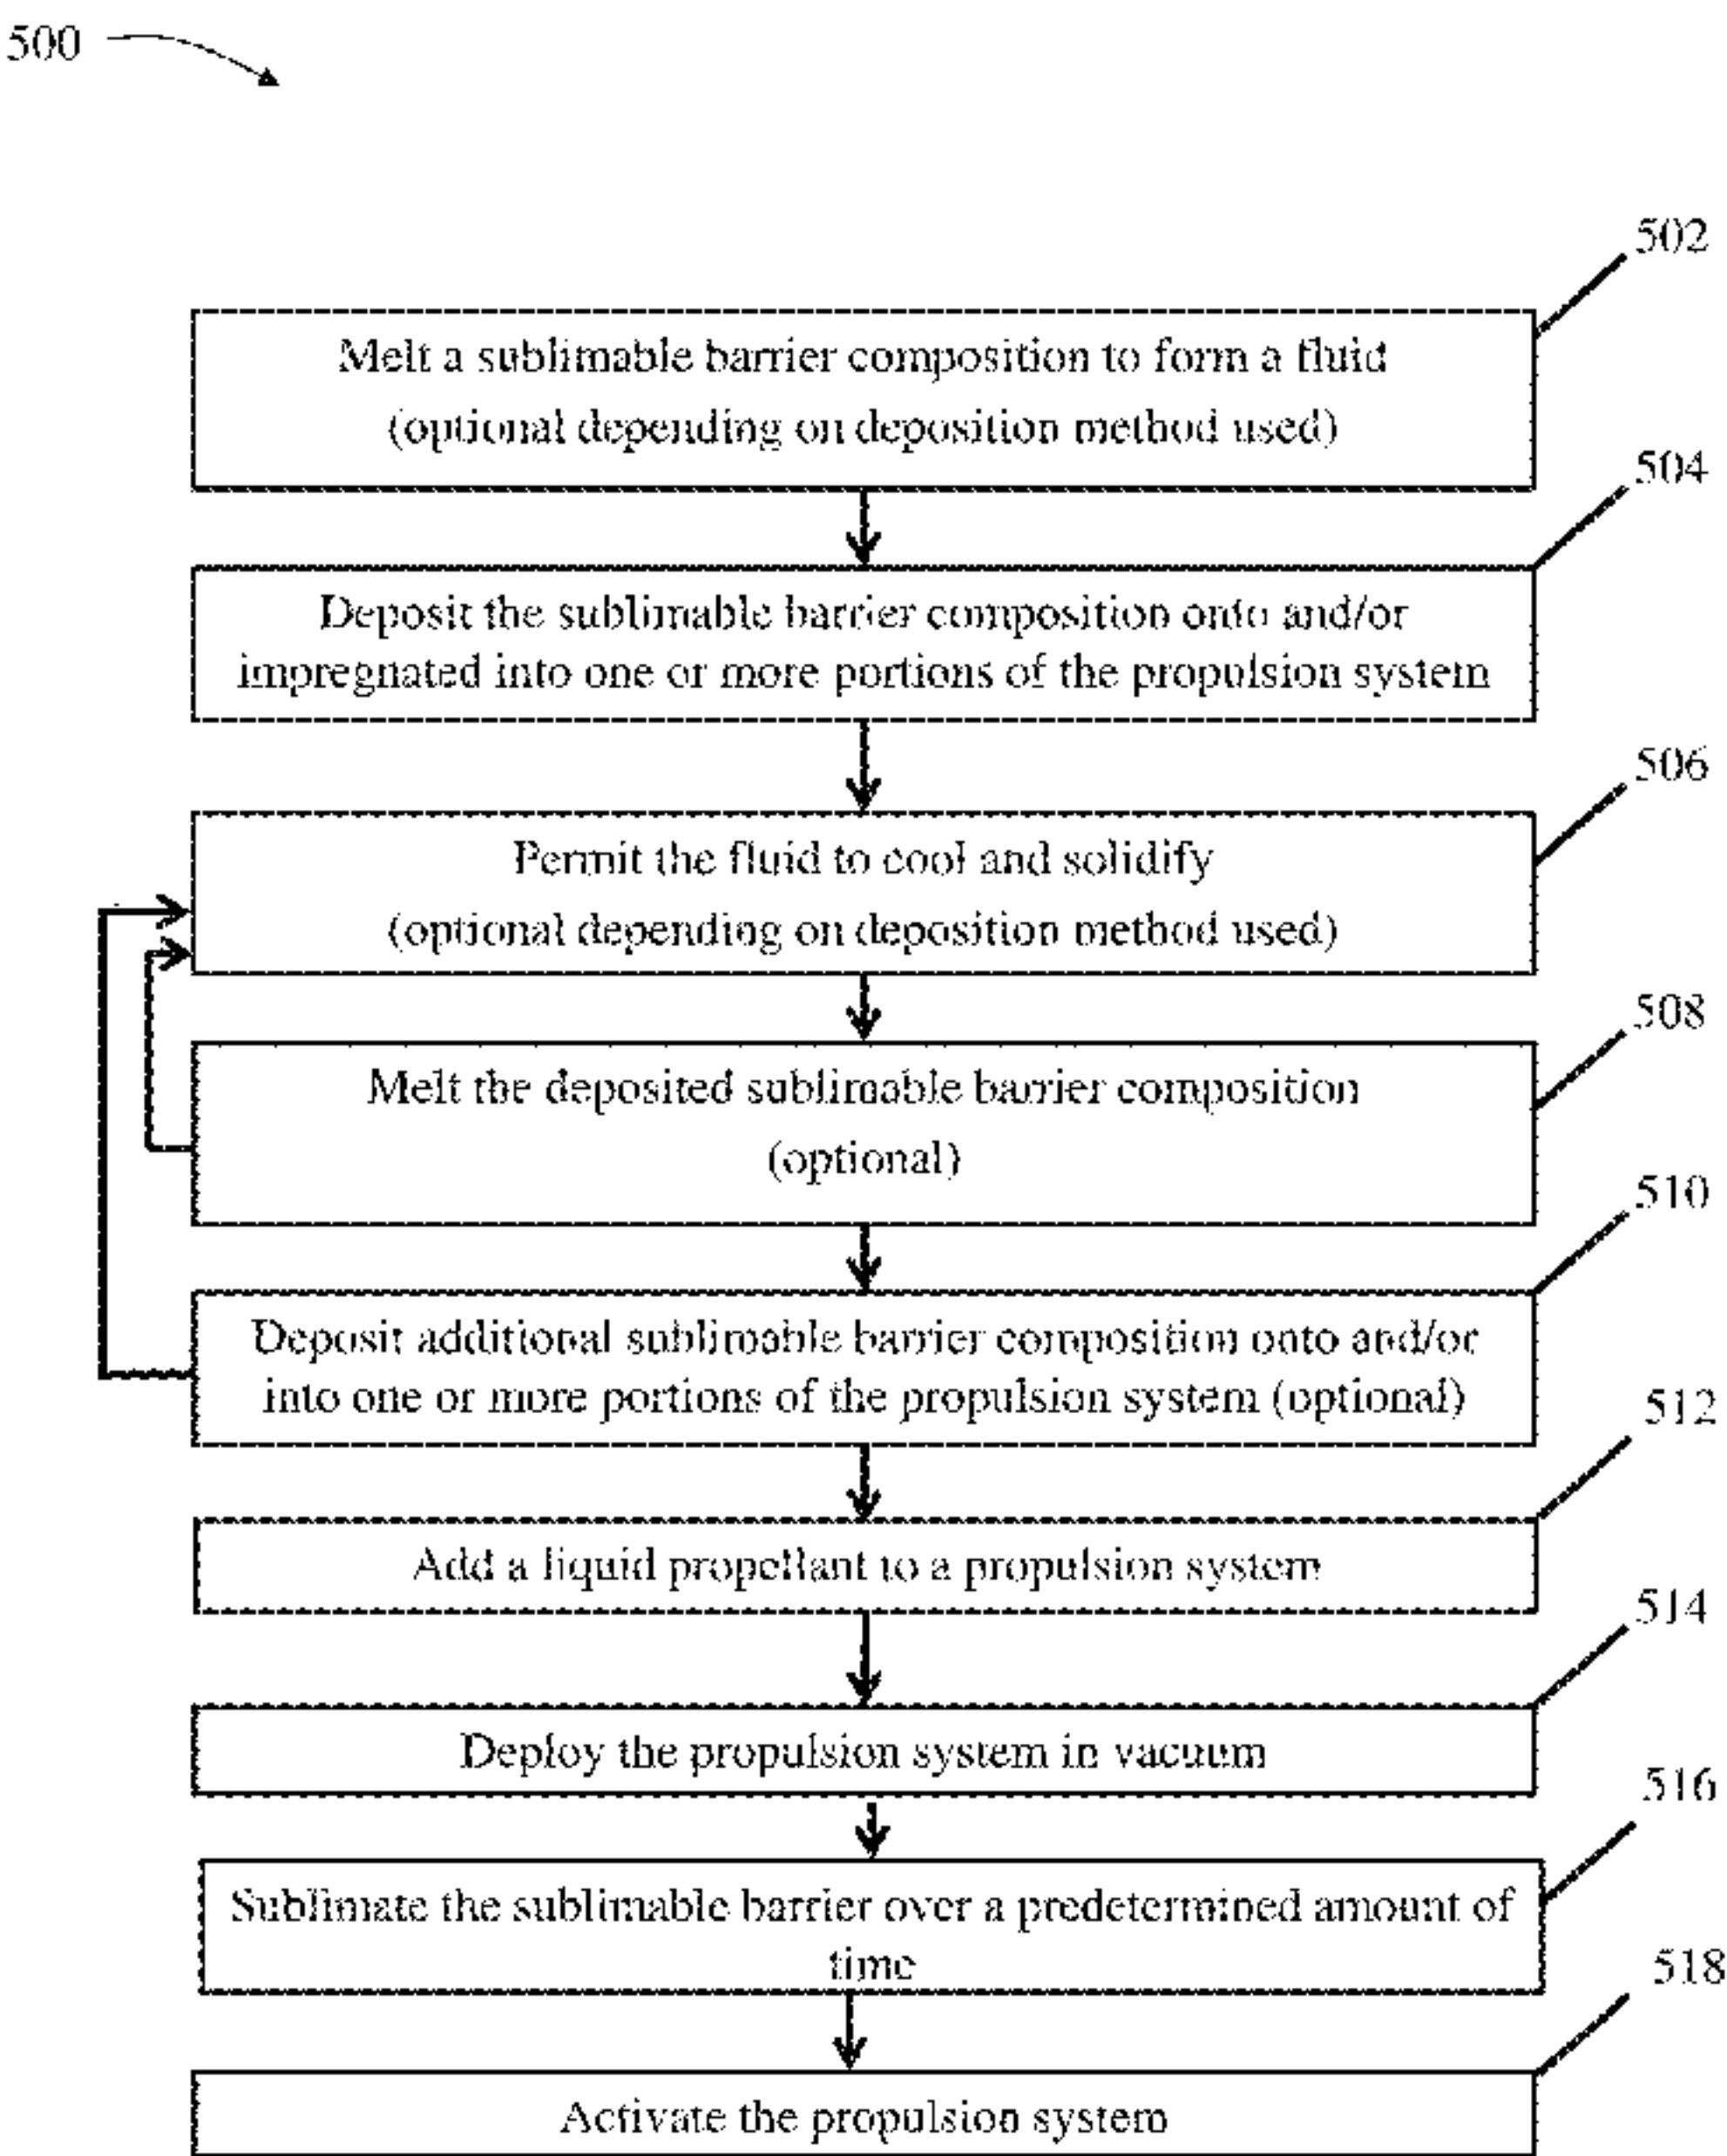 500
502
Melt a sublimable barrier composition to form a fluid
(optional depending on deposition method used)
504
Deposit the sublimable barrier composition onto and/or
impregnated into one or more portions of the propulsion system
506
Permit the fluid to cool and solidify
(optional depending on deposition method used)
508
Melt the deposited sublimable barrier composition
(optional)
510
Deposit additional sublimable barrier composition onto and/or
into one or more portions of the propulsion system (optional)
512
Add a liquid propellant to a propulsion system
514
Deploy the propulsion system in vacuum
516
Sublimate the sublimable barrier over a predetermined amount of
time
518
Activate the propulsion system